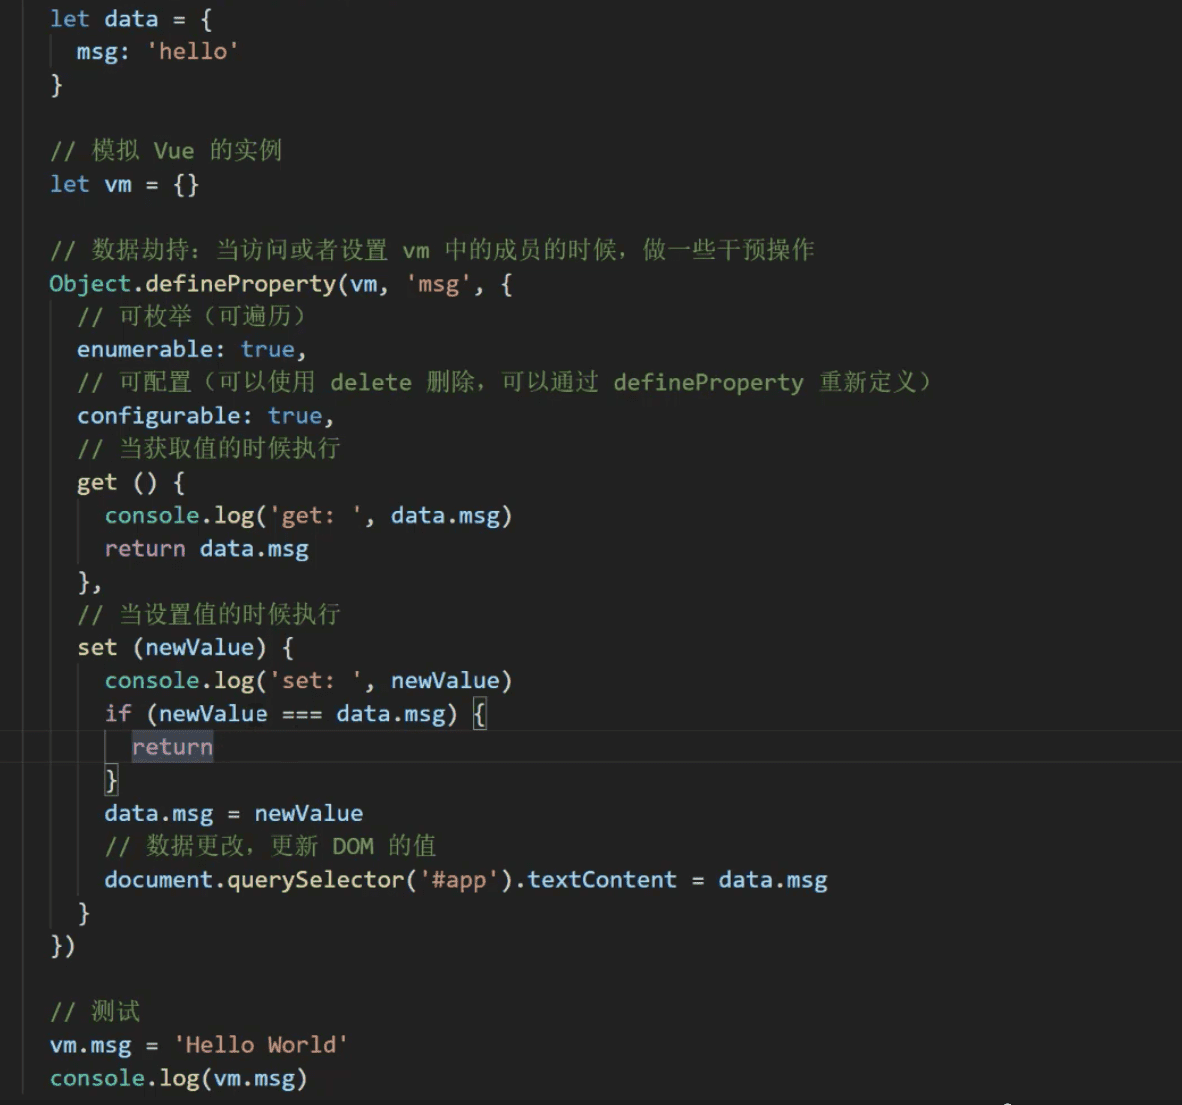 let data = {
  msg: 'hello'
}

// 模拟 Vue 的实例
let vm = {}

// 数据劫持：当访问或者设置 vm 中的成员的时候，做一些干预操作
Object.defineProperty(vm, 'msg', {
  // 可枚举（可遍历）
  enumerable: true,
  // 可配置（可以使用 delete 删除，可以通过 defineProperty 重新定义）
  configurable: true,
  // 当获取值的时候执行
  get () {
    console.log('get: ', data.msg)
    return data.msg
  },
  // 当设置值的时候执行
  set (newValue) {
    console.log('set: ', newValue)
    if (newValue === data.msg) {
      return
    }
    data.msg = newValue
    // 数据更改，更新 DOM 的值
    document.querySelector('#app').textContent = data.msg
  }
})

// 测试
vm.msg = 'Hello World'
console.log(vm.msg)